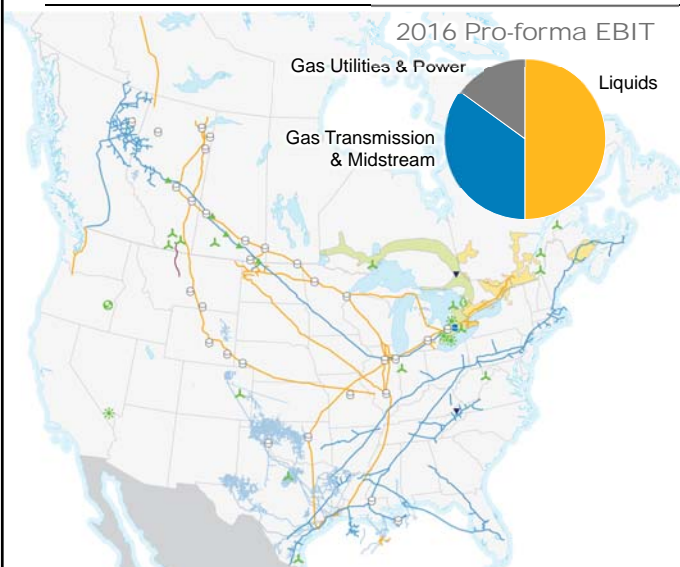 2016 Pro-forma EBIT
Gas Utilities & Power
Liquids
Gas Transmission
& Midstream